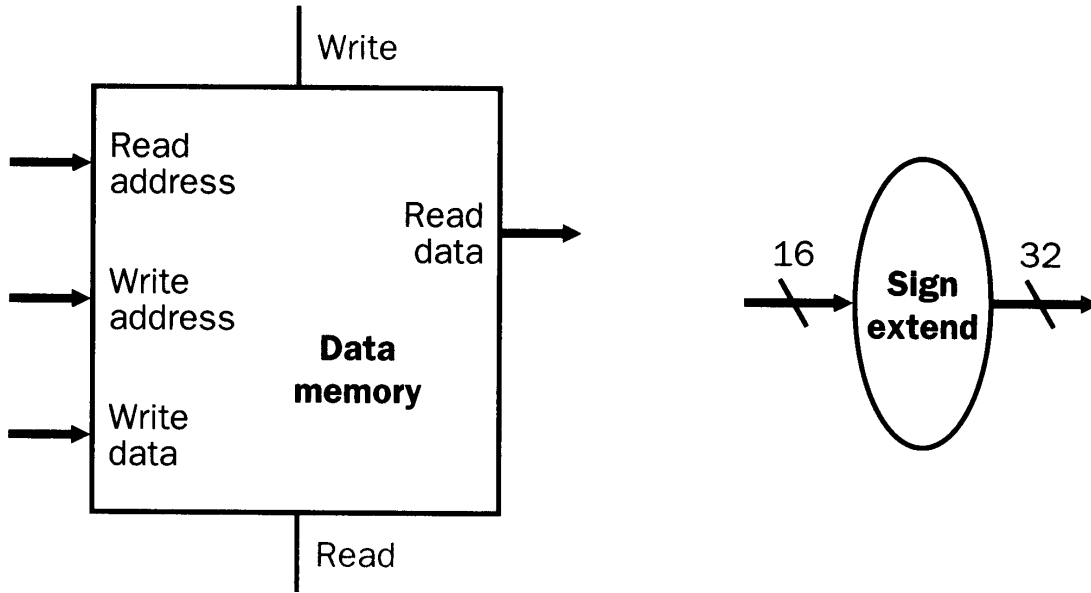 Write
Read
address
Read
data
Write
address
Data
memory
Write
data
Read
16
32
Sign
extend